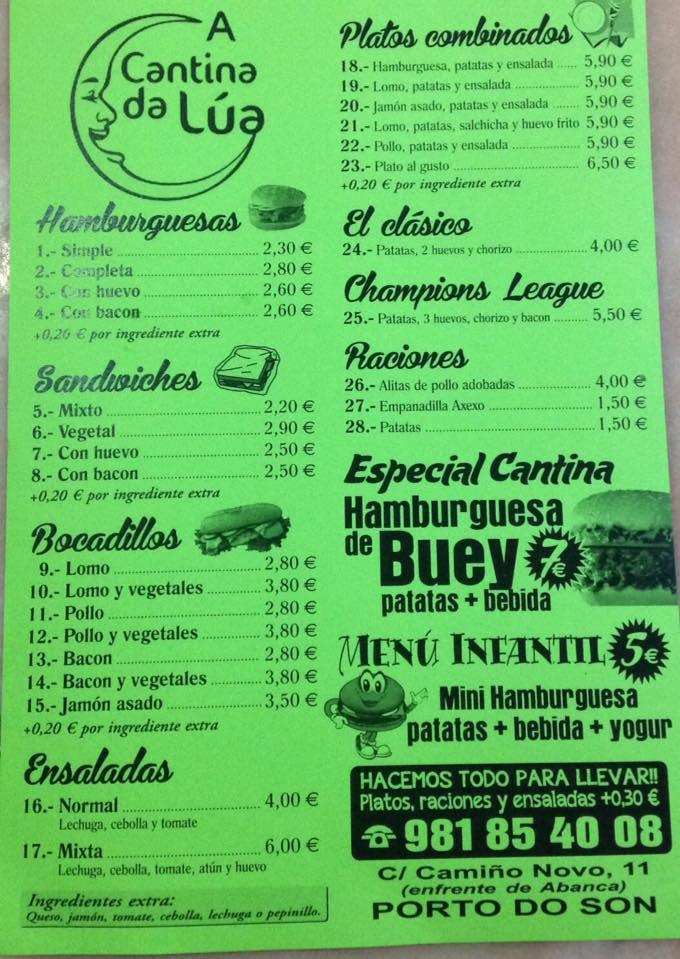 A
Cantina
da Lúa
Hamburguesas
1.- Simple 2,30 €
2.- Completa 2,80 €
3.- Con huevo 2,60 €
4.- Con bacon 2,60 €
+0,20 € por ingrediente extra
Sandwiches
5.- Mixto 2,20 €
6.- Vegetal 2,90 €
7.- Con huevo 2,50 €
8.- Con bacon 2,50 €
+0,20 € por ingrediente extra
Bocadillos
9.- Lomo 2,80 €
10.- Lomo y vegetales 3,80 €
11.- Pollo 2,80 €
12.- Pollo y vegetales 3,80 €
13.- Bacon 2,80 €
14.- Bacon y vegetales 3,80 €
15.- Jamón asado 3,50 €
+0,20 € por ingrediente extra
Ensaladas
16.- Normal 4,00 €
Lechuga, cebolla y tomate
17.- Mixta 6,00 €
Lechuga, cebolla, tomate, atún y huevo
Ingredientes extra:
Queso, jamón, tomate, cebolla, lechuga o pepinillo.
Platos combinados
18.- Hamburguesa, patatas y ensalada 5,90 €
19.- Lomo, patatas y ensalada 5,90 €
20.- Jamón asado, patatas y ensalada 5,90 €
21.- Lomo, patatas, salchicha y huevo frito 5,90 €
22.- Pollo, patatas y ensalada 5,90 €
23.- Plato al gusto 6,50 €
+0,20 € por ingrediente extra
El clásico
24.- Patatas, 2 huevos y chorizo 4,00 €
Champions League
25.- Patatas, 3 huevos, chorizo y bacon 5,50 €
Raciones
26.- Alitas de pollo adobadas 4,00 €
27.- Empanadilla Axexo 1,50 €
28.- Patatas 1,50 €
Especial Cantina
Hamburguesa
de Buey 7€
patatas + bebida
MENÚ INFANTIL 5€
Mini Hamburguesa
patatas + bebida + yogur
HACEMOS TODO PARA LLEVAR!!
Platos, raciones y ensaladas +0,30 €
☎ 981 85 40 08
C/ Camiño Novo, 11
(enfrente de Abanca)
PORTO DO SON